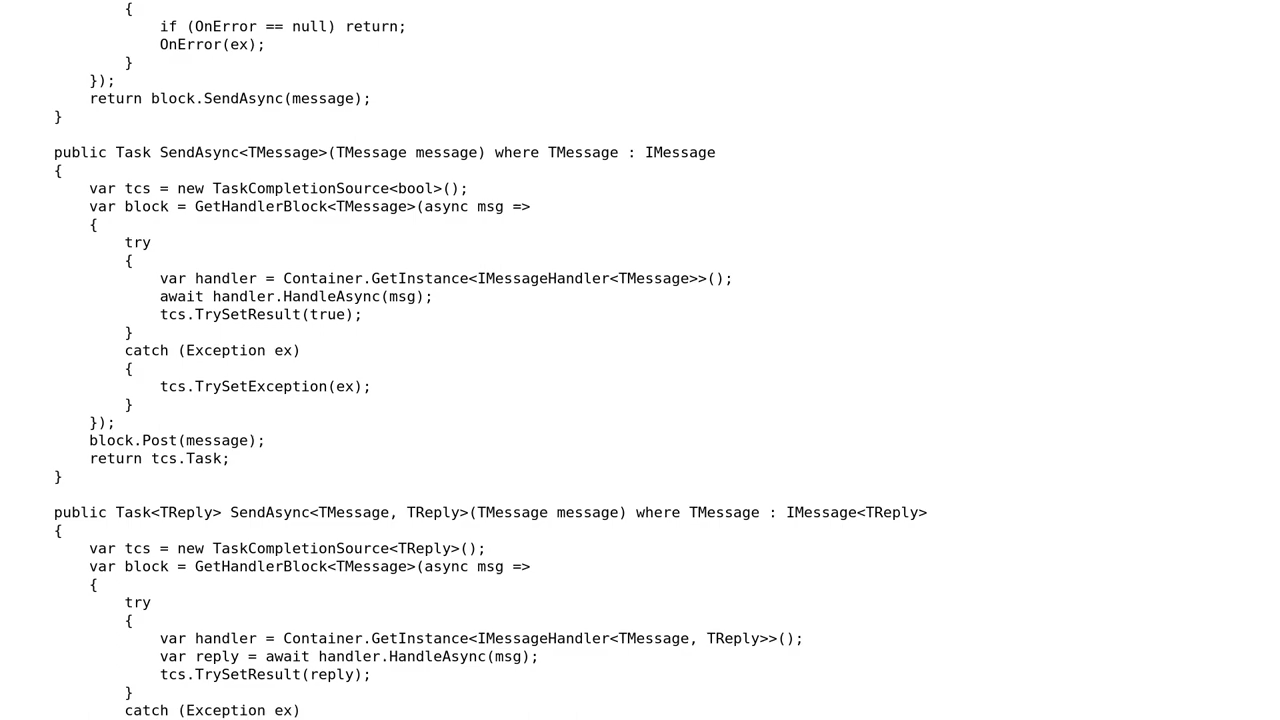 {
if (OnError == null) return;
OnError(ex);
}
});
return block.SendAsync(message);
}
public Task SendAsync<TMessage>(TMessage message) where TMessage : IMessage
{
var tcs = new TaskCompletionSource<bool>();
var block = GetHandlerBlock<TMessage>(async msg =>
{
try
{
var handler = Container.GetInstance<IMessageHandler<TMessage>>();
await handler.HandleAsync(msg);
tcs.TrySetResult(true);
}
catch (Exception ex)
{
tcs.TrySetException(ex);
}
});
block.Post(message);
return tcs.Task;
}
public Task<TReply> SendAsync<TMessage, TReply>(TMessage message) where TMessage : IMessage<TReply>
{
var tcs = new TaskCompletionSource<TReply>();
var block = GetHandlerBlock<TMessage>(async msg =>
{
try
{
var handler = Container.GetInstance<IMessageHandler<TMessage, TReply>>();
var reply = await handler.HandleAsync(msg);
tcs.TrySetResult(reply);
}
catch (Exception ex)